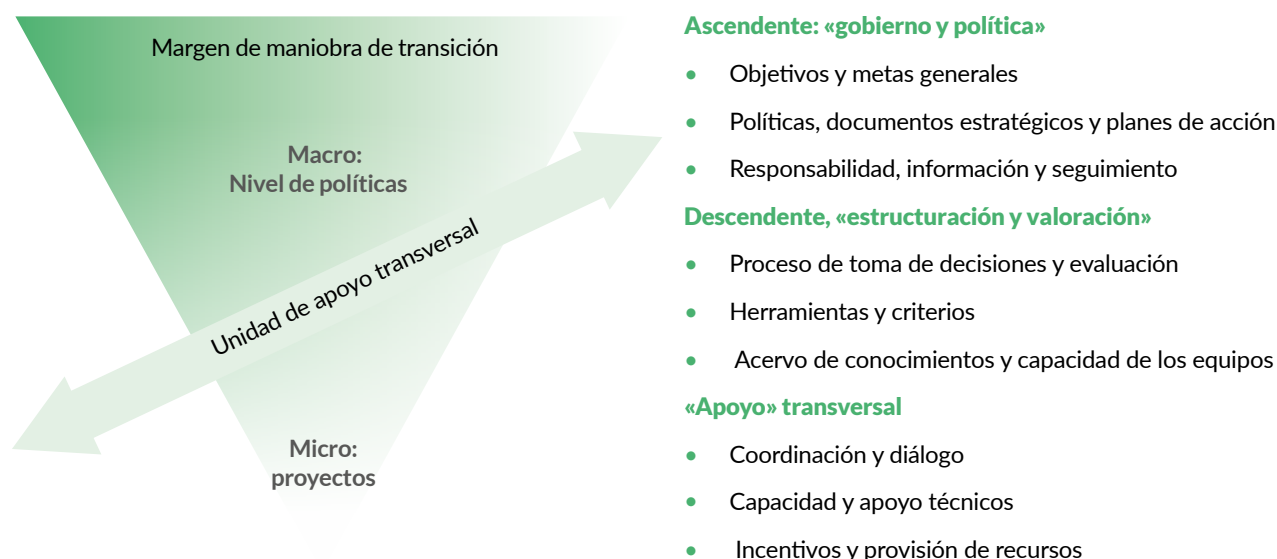 Margen de maniobra de transición
Macro:
Nivel de políticas
Unidad de apoyo transversal
Micro:
proyectos
Ascendente: «gobierno y política»
• Objetivos y metas generales
• Políticas, documentos estratégicos y planes de acción
• Responsabilidad, información y seguimiento
Descendente, «estructuración y valoración»
• Proceso de toma de decisiones y evaluación
• Herramientas y criterios
• Acervo de conocimientos y capacidad de los equipos
«Apoyo» transversal
• Coordinación y diálogo
• Capacidad y apoyo técnicos
• Incentivos y provisión de recursos